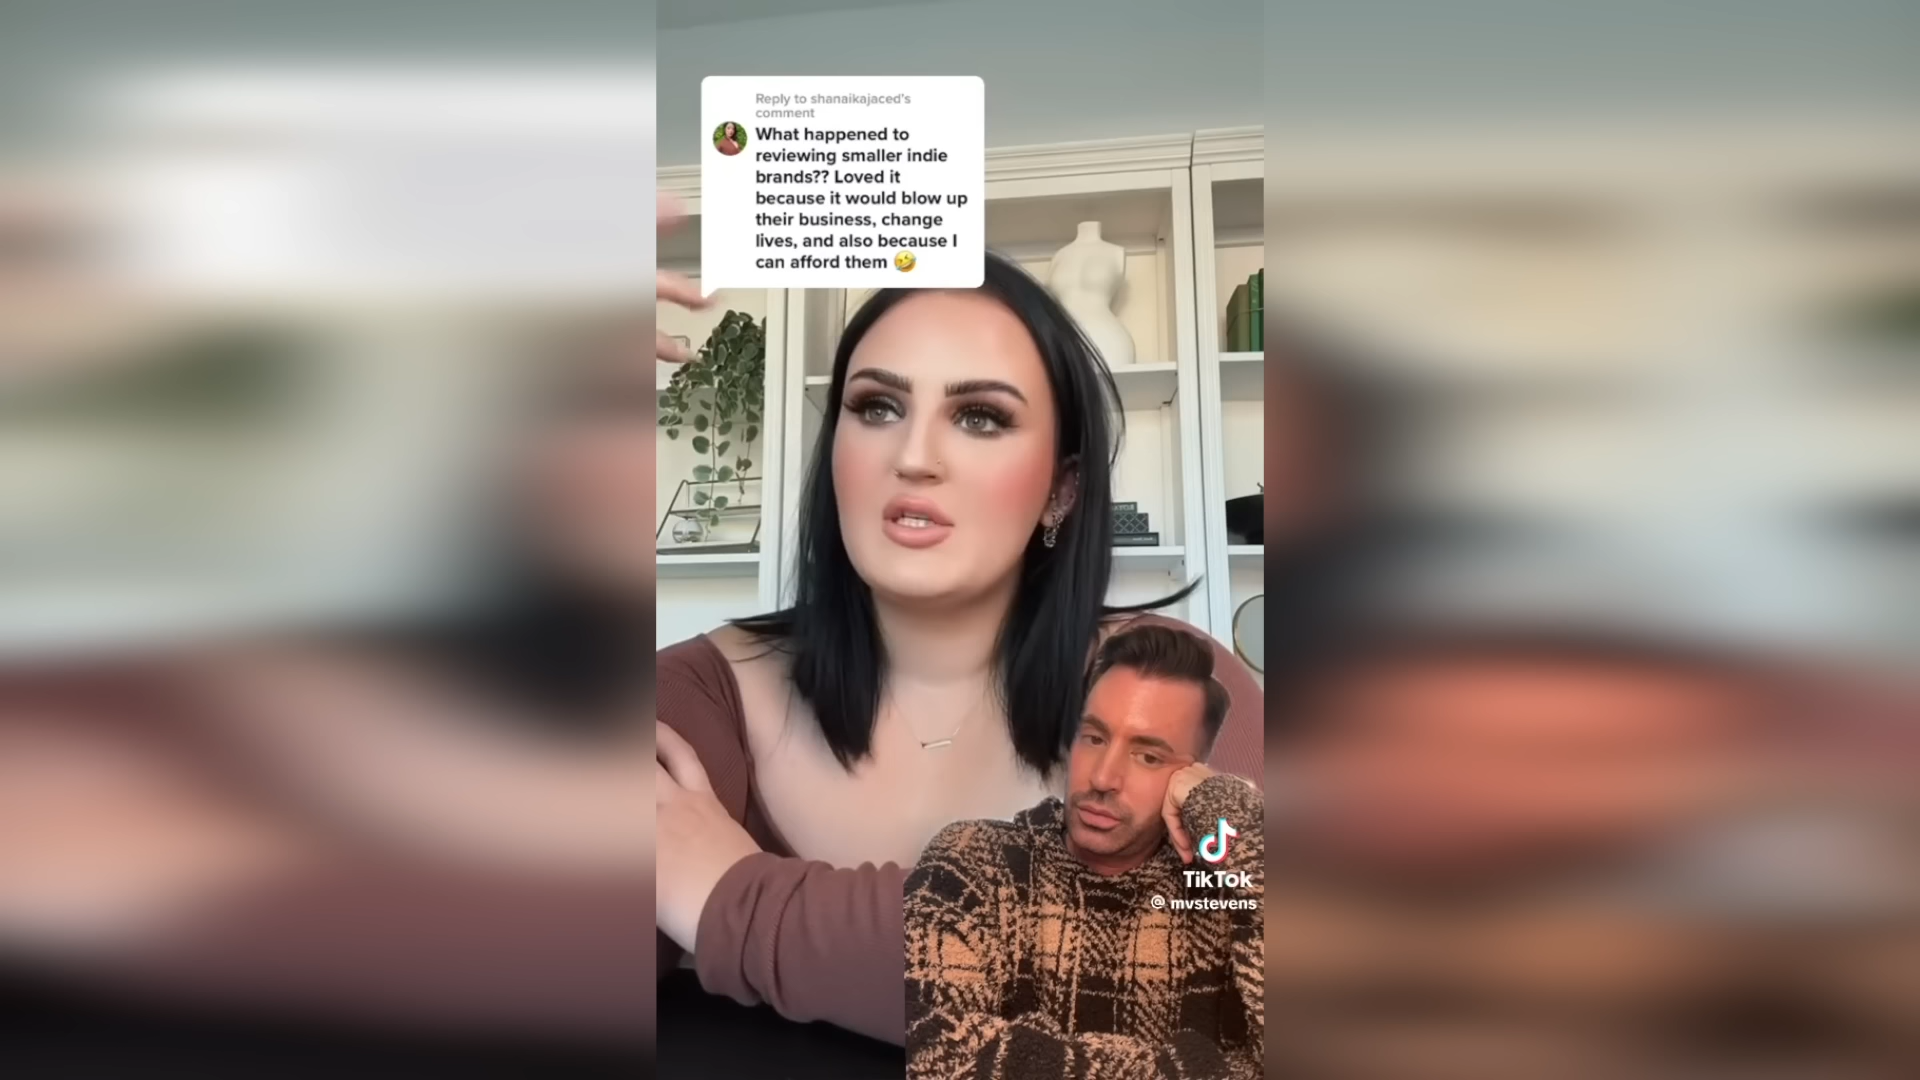 Reply to shanaikajaced's
comment
What happened to
reviewing smaller indie
brands?? Loved it
because it would blow up
their business, change
lives, and also because I
can afford them 🤣
TikTok
@ mvstevens